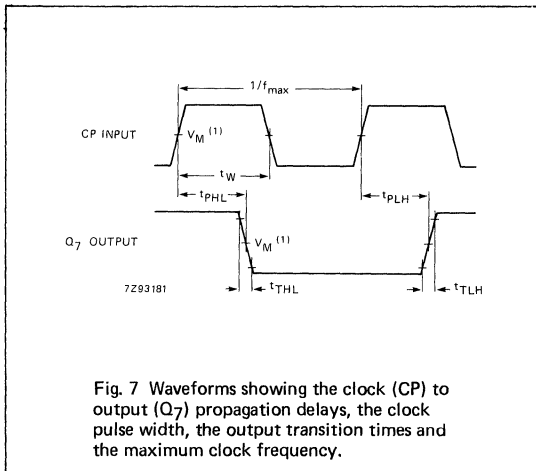 1/fmax
CP INPUT
VM (1)
tW
tPHL
tPLH
Q7 OUTPUT
VM (1)
7Z93181
tTHL
tTLH
Fig. 7 Waveforms showing the clock (CP) to
output (Q7) propagation delays, the clock
pulse width, the output transition times and
the maximum clock frequency.